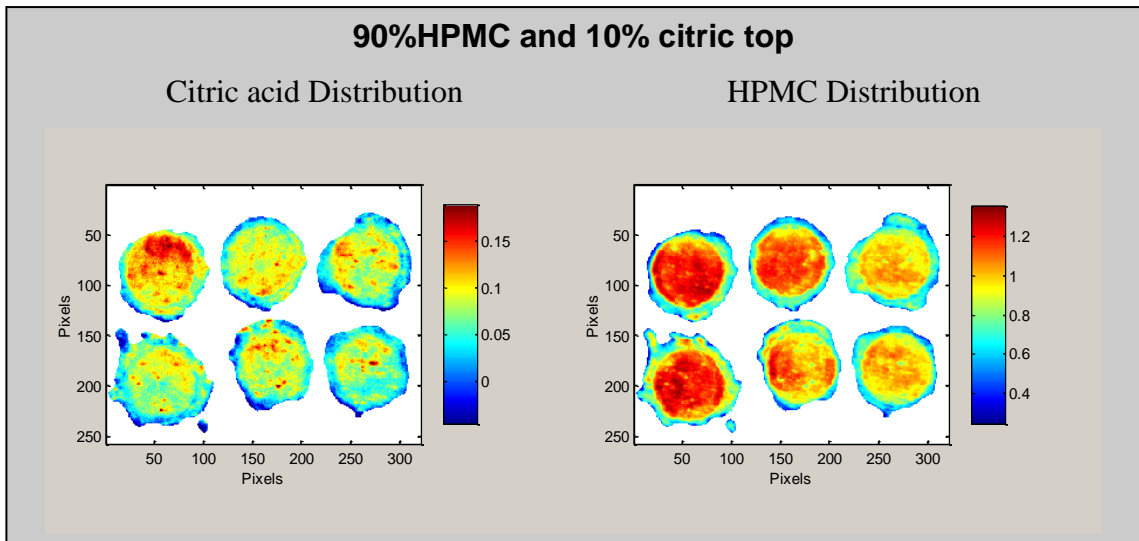 90%HPMC and 10% citric top
Citric acid Distribution
HPMC Distribution
Pixels
50
100
150
200
250
50 100 150 200 250 300
Pixels
0.15
0.1
0.05
0
Pixels
50
100
150
200
250
50 100 150 200 250 300
Pixels
1.2
1
0.8
0.6
0.4